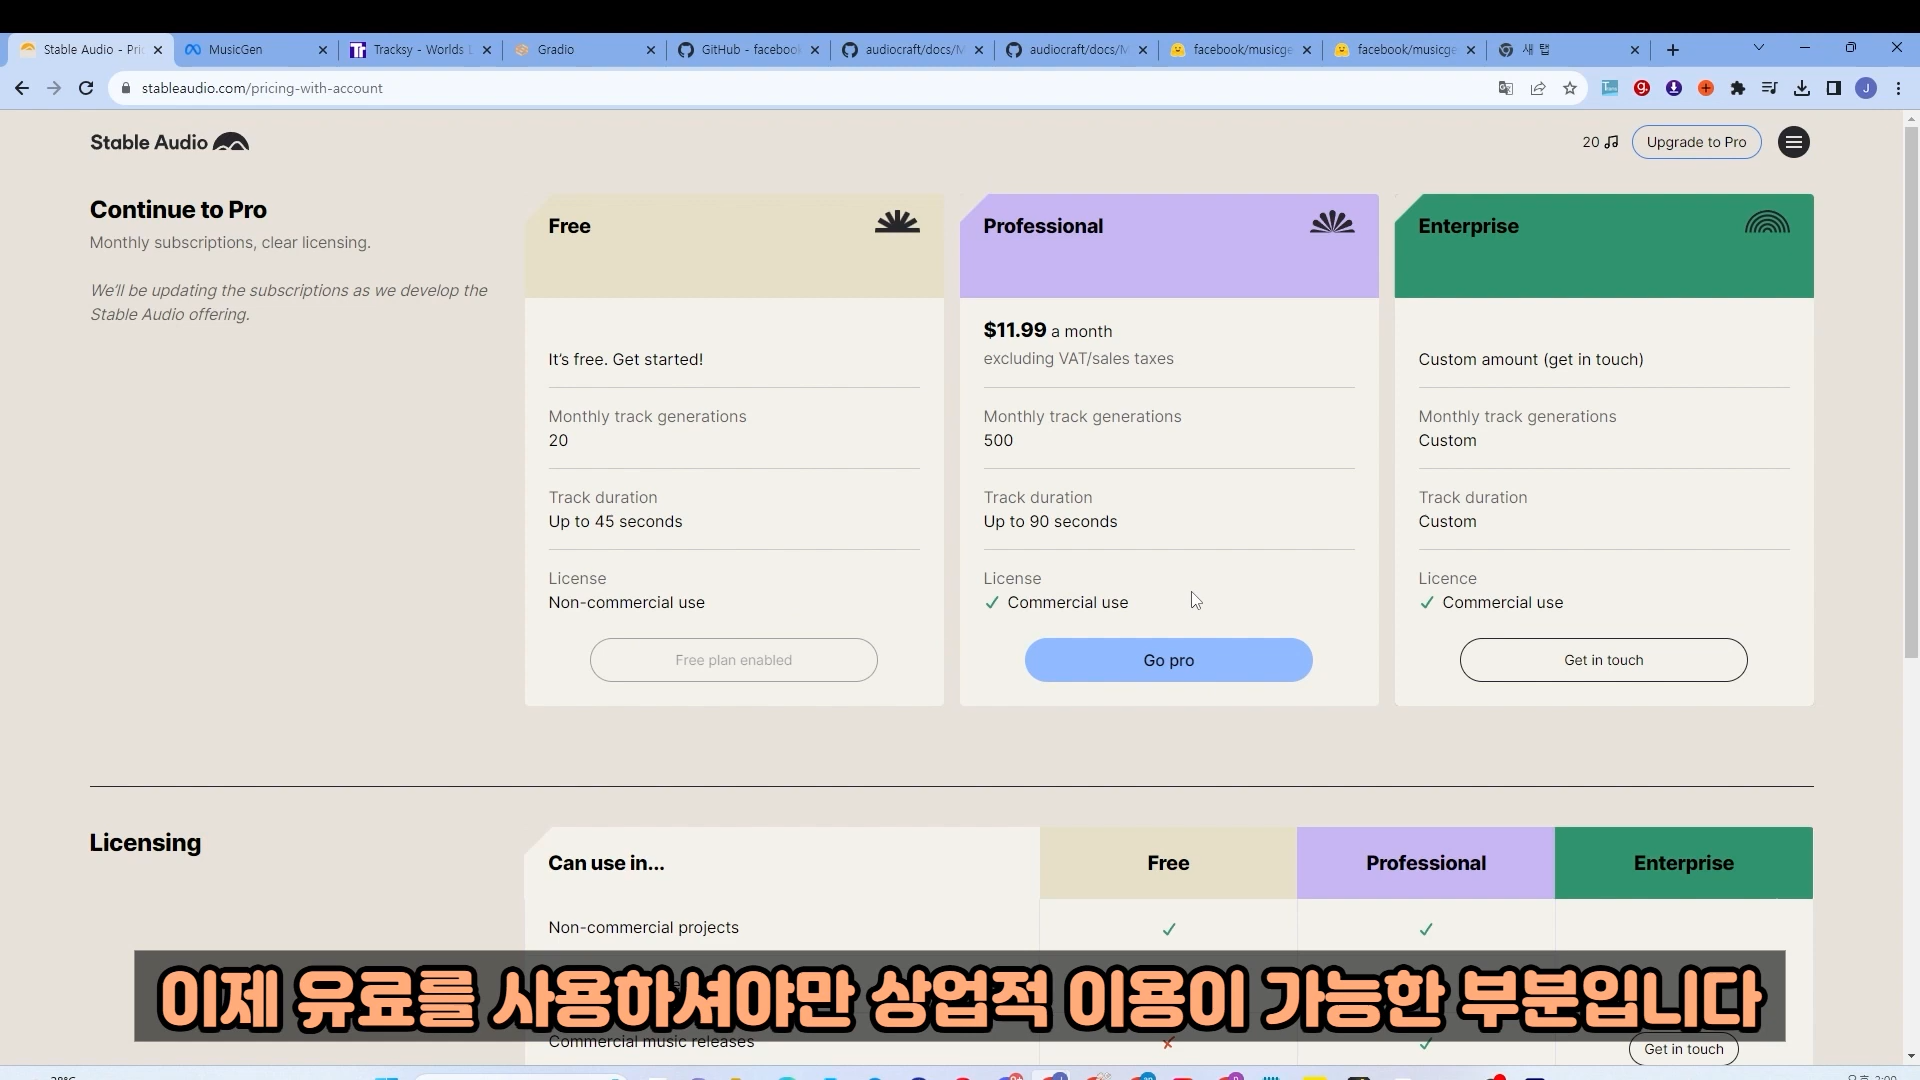 Stable Audio - Pri
MusicGen
Tracksy - Worlds
Gradio
GitHub - facebook
audiocraft/docs/M
audiocraft/docs/M
facebook/musicge
facebook/musicge
새 탭
stableaudio.com/pricing-with-account
Stable Audio
20
Upgrade to Pro
Continue to Pro
Monthly subscriptions, clear licensing.
We'll be updating the subscriptions as we develop the
Stable Audio offering.
Free
It's free. Get started!
Monthly track generations
20
Track duration
Up to 45 seconds
License
Non-commercial use
Free plan enabled
Professional
$11.99 a month
excluding VAT/sales taxes
Monthly track generations
500
Track duration
Up to 90 seconds
License
Commercial use
Go pro
Enterprise
Custom amount (get in touch)
Monthly track generations
Custom
Track duration
Custom
Licence
Commercial use
Get in touch
Licensing
Can use in...
Free
Professional
Enterprise
Non-commercial projects
이제 유료를 사용하셔야만 상업적 이용이 가능한 부분입니다
Commercial music releases
Get in touch